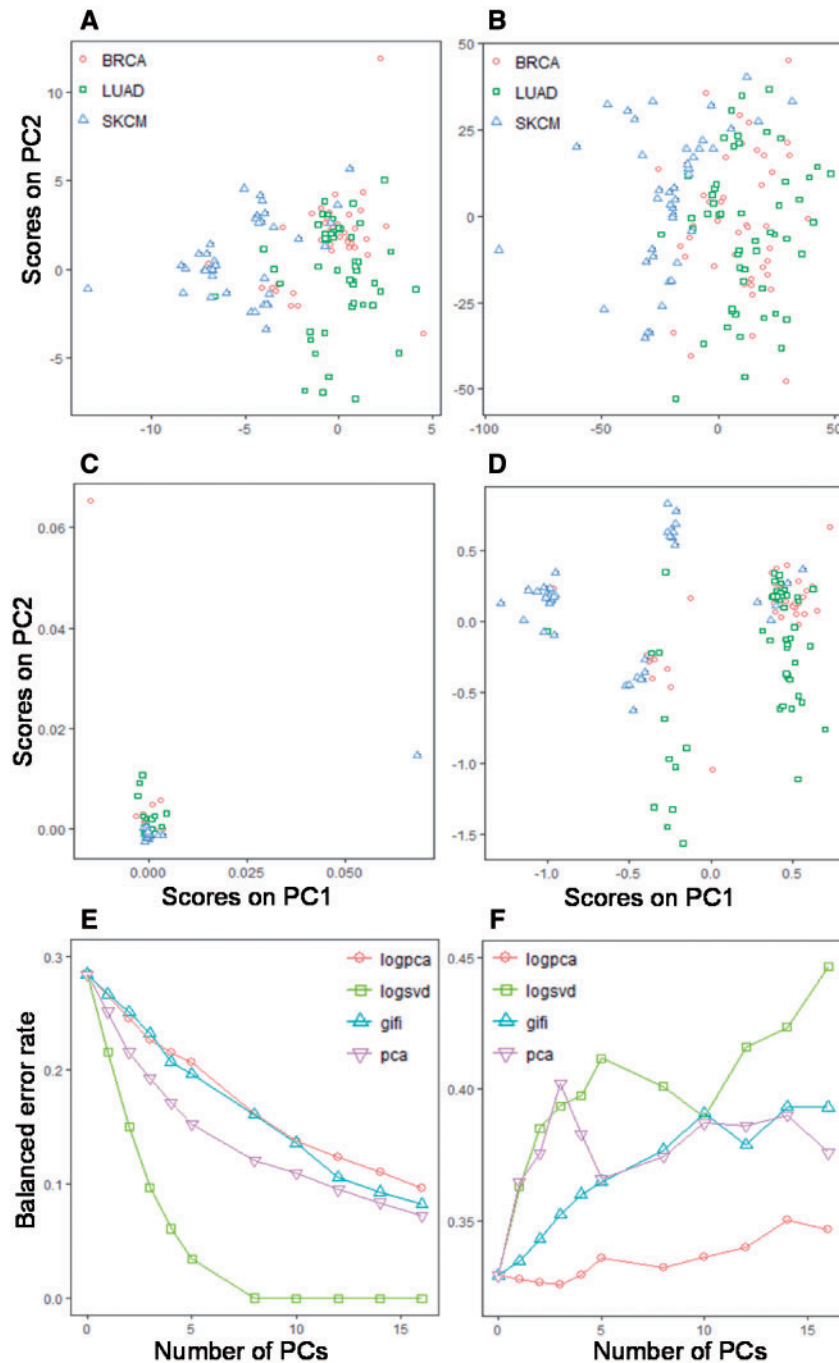 A
BRCA
LUAD
SKCM
10
5
0
-5
-10
-5
0
5
Scores on PC2
B
BRCA
LUAD
SKCM
50
25
0
-25
-50
-100
-50
0
50
C
0.06
0.04
0.02
0.00
0.000
0.025
0.050
Scores on PC2
Scores on PC1
D
0.5
0.0
-0.5
-1.0
-1.5
-1.0
-0.5
0.0
0.5
Scores on PC1
E
logpca
logsvd
gifi
pca
0.3
0.2
0.1
0.0
0
5
10
15
Balanced error rate
Number of PCs
F
logpca
logsvd
gifi
pca
0.45
0.40
0.35
0
5
10
15
Number of PCs